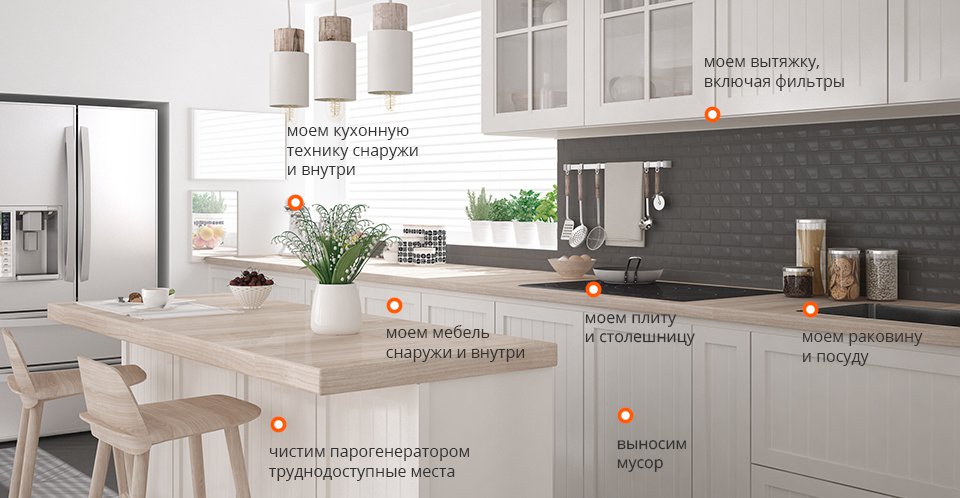 моем вытяжку,
включая фильтры
моем кухонную
технику снаружи
и внутри
моем мебель
снаружи и внутри
моем плиту
и столешницу
моем раковину
и посуду
чистим парогенератором
труднодоступные места
выносим
мусор